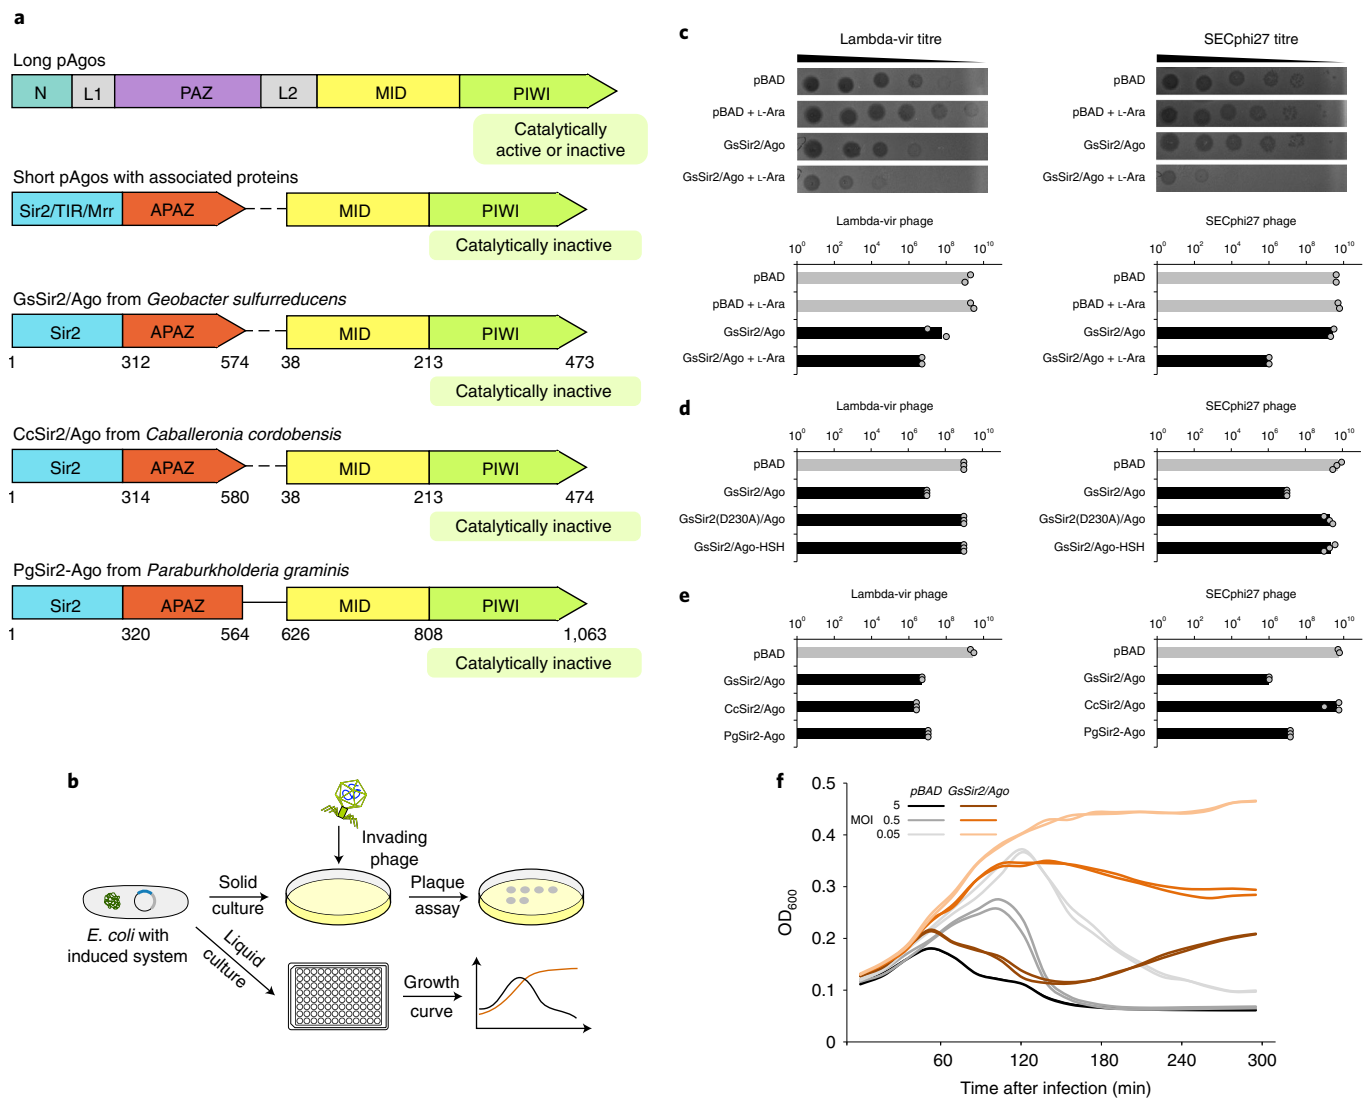 a
Long pAgos
N L1 PAZ L2 MID PIWI
Catalytically
active or inactive
Short pAgos with associated proteins
Sir2/TIR/Mrr APAZ MID PIWI
Catalytically inactive
GsSir2/Ago from Geobacter sulfurreducens
Sir2 APAZ MID PIWI
1 312 574 38 213 473
Catalytically inactive
CcSir2/Ago from Caballeronia cordobensis
Sir2 APAZ MID PIWI
1 314 580 38 213 474
Catalytically inactive
PgSir2-Ago from Paraburkholderia graminis
Sir2 APAZ MID PIWI
1 320 564 626 808 1,063
Catalytically inactive
b
Invading
phage
Solid
culture
Plaque
assay
E. coli with
induced system
Liquid
culture
Growth
curve
c
Lambda-vir titre
pBAD
pBAD + L-Ara
GsSir2/Ago
GsSir2/Ago + L-Ara
SECphi27 titre
pBAD
pBAD + L-Ara
GsSir2/Ago
GsSir2/Ago + L-Ara
Lambda-vir phage
10⁰ 10² 10⁴ 10⁶ 10⁸ 10¹⁰
pBAD
pBAD + L-Ara
GsSir2/Ago
GsSir2/Ago + L-Ara
SECphi27 phage
10⁰ 10² 10⁴ 10⁶ 10⁸ 10¹⁰
pBAD
pBAD + L-Ara
GsSir2/Ago
GsSir2/Ago + L-Ara
d
Lambda-vir phage
10⁰ 10² 10⁴ 10⁶ 10⁸ 10¹⁰
pBAD
GsSir2/Ago
GsSir2(D230A)/Ago
GsSir2/Ago-HSH
SECphi27 phage
10⁰ 10² 10⁴ 10⁶ 10⁸ 10¹⁰
pBAD
GsSir2/Ago
GsSir2(D230A)/Ago
GsSir2/Ago-HSH
e
Lambda-vir phage
10⁰ 10² 10⁴ 10⁶ 10⁸ 10¹⁰
pBAD
GsSir2/Ago
CcSir2/Ago
PgSir2-Ago
SECphi27 phage
10⁰ 10² 10⁴ 10⁶ 10⁸ 10¹⁰
pBAD
GsSir2/Ago
CcSir2/Ago
PgSir2-Ago
f
pBAD GsSir2/Ago
5
MOI 0.5
0.05
OD₆₀₀
0.5
0.4
0.3
0.2
0.1
0
60 120 180 240 300
Time after infection (min)